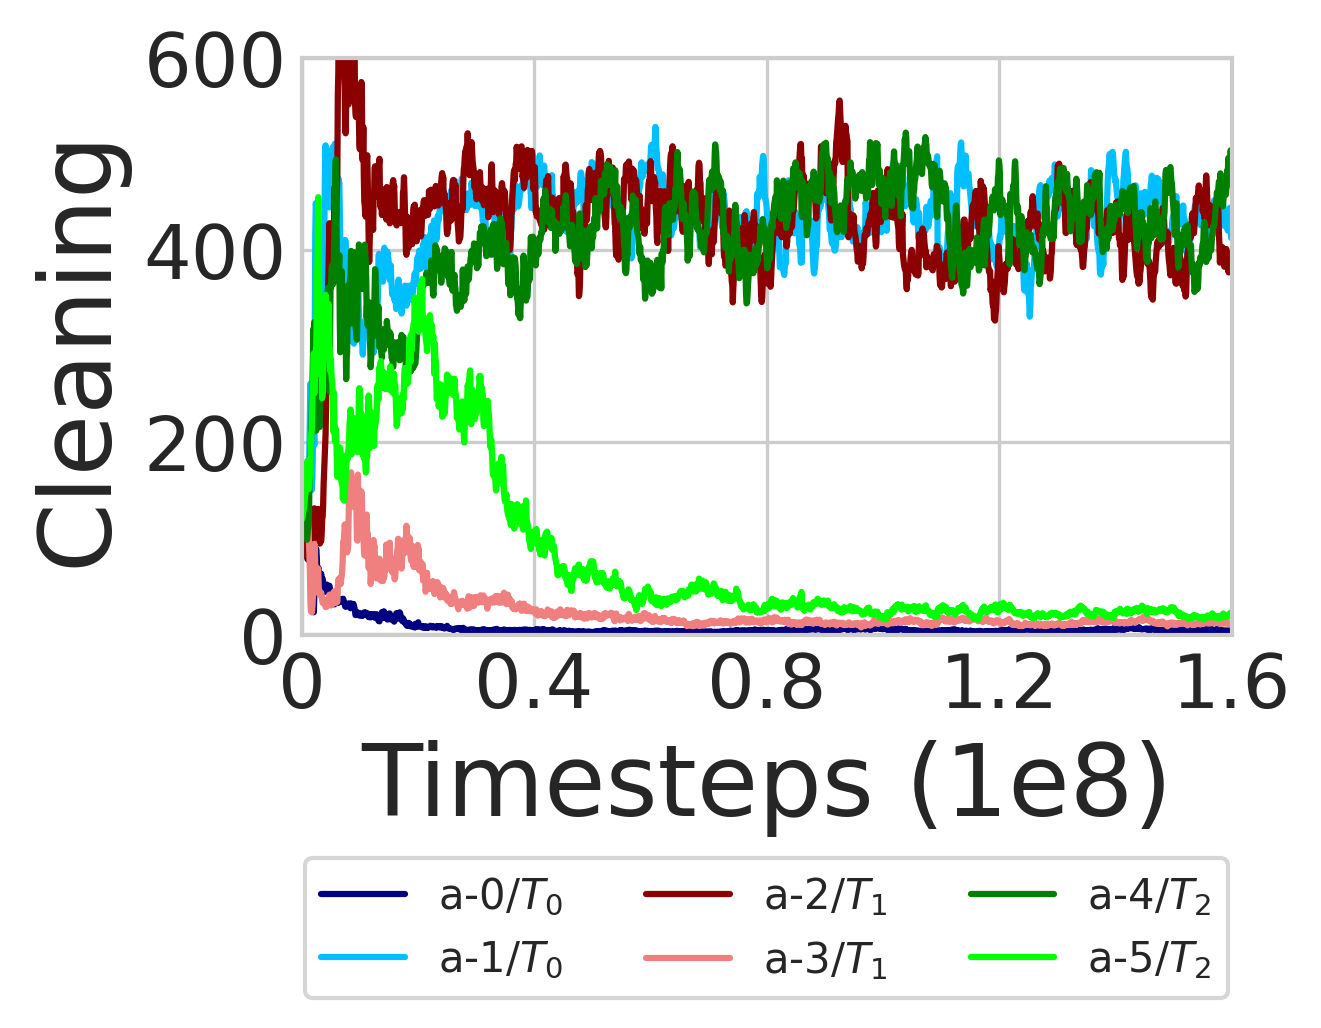 600
400
200
0
Cleaning
0 0.4 0.8 1.2 1.6
Timesteps (1e8)
a-0/T₀ a-2/T₁ a-4/T₂
a-1/T₀ a-3/T₁ a-5/T₂